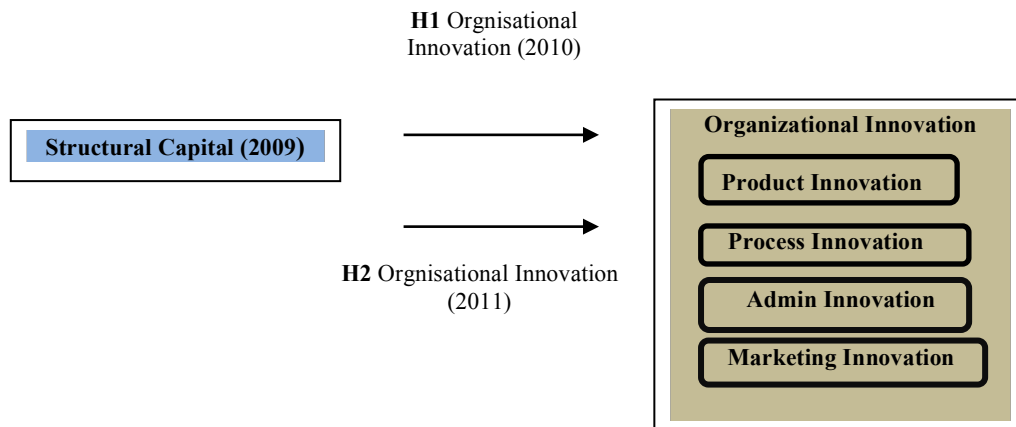 H1 Orgnisational
Innovation (2010)
Structural Capital (2009)
H2 Orgnisational Innovation
(2011)
Organizational Innovation
Product Innovation
Process Innovation
Admin Innovation
Marketing Innovation